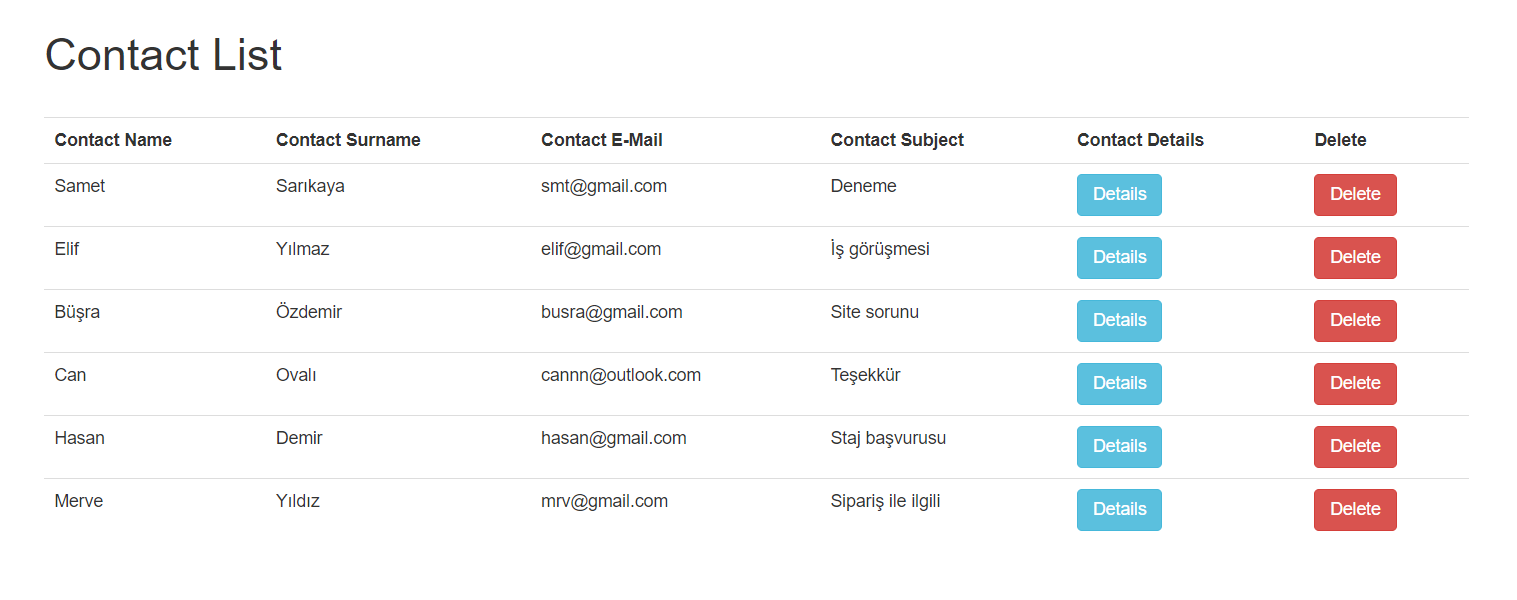 Contact List
Contact Name Contact Surname Contact E-Mail Contact Subject Contact Details Delete
Samet Sarıkaya smt@gmail.com Deneme Details Delete
Elif Yılmaz elif@gmail.com İş görüşmesi Details Delete
Büşra Özdemir busra@gmail.com Site sorunu Details Delete
Can Ovalı cannn@outlook.com Teşekkür Details Delete
Hasan Demir hasan@gmail.com Staj başvurusu Details Delete
Merve Yıldız mrv@gmail.com Sipariş ile ilgili Details Delete